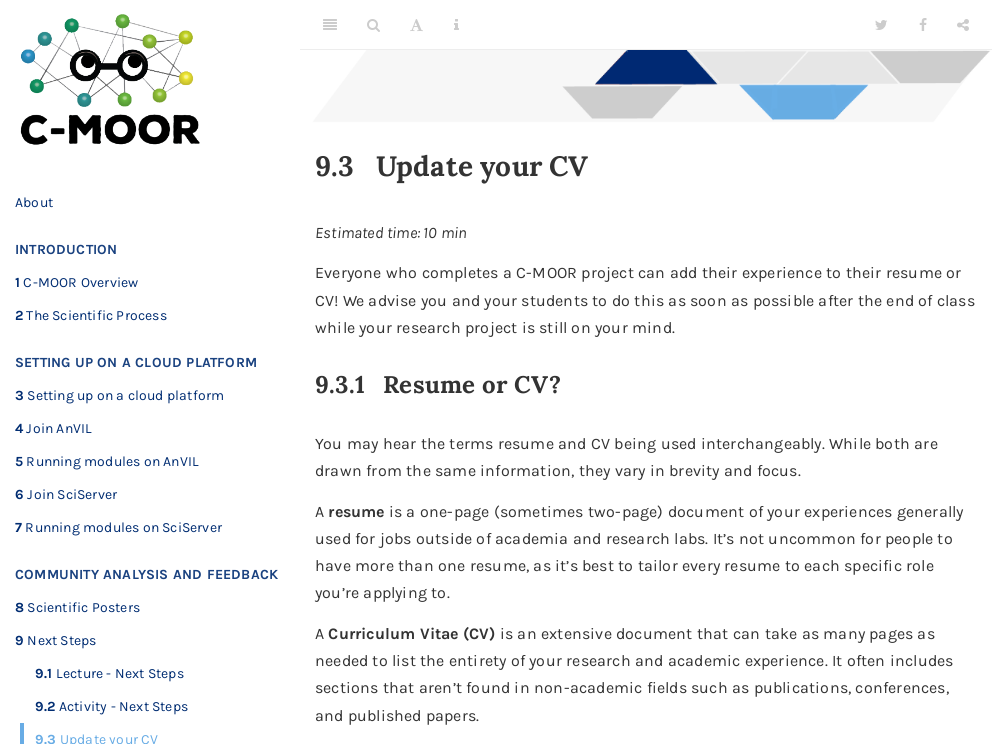 C-MOOR
About
INTRODUCTION
1 C-MOOR Overview
2 The Scientific Process
SETTING UP ON A CLOUD PLATFORM
3 Setting up on a cloud platform
4 Join AnVIL
5 Running modules on AnVIL
6 Join SciServer
7 Running modules on SciServer
COMMUNITY ANALYSIS AND FEEDBACK
8 Scientific Posters
9 Next Steps
9.1 Lecture - Next Steps
9.2 Activity - Next Steps
9.3 Update your CV
9.3 Update your CV
Estimated time: 10 min
Everyone who completes a C-MOOR project can add their experience to their resume or
CV! We advise you and your students to do this as soon as possible after the end of class
while your research project is still on your mind.
9.3.1 Resume or CV?
You may hear the terms resume and CV being used interchangeably. While both are
drawn from the same information, they vary in brevity and focus.
A resume is a one-page (sometimes two-page) document of your experiences generally
used for jobs outside of academia and research labs. It’s not uncommon for people to
have more than one resume, as it’s best to tailor every resume to each specific role
you’re applying to.
A Curriculum Vitae (CV) is an extensive document that can take as many pages as
needed to list the entirety of your research and academic experience. It often includes
sections that aren’t found in non-academic fields such as publications, conferences,
and published papers.